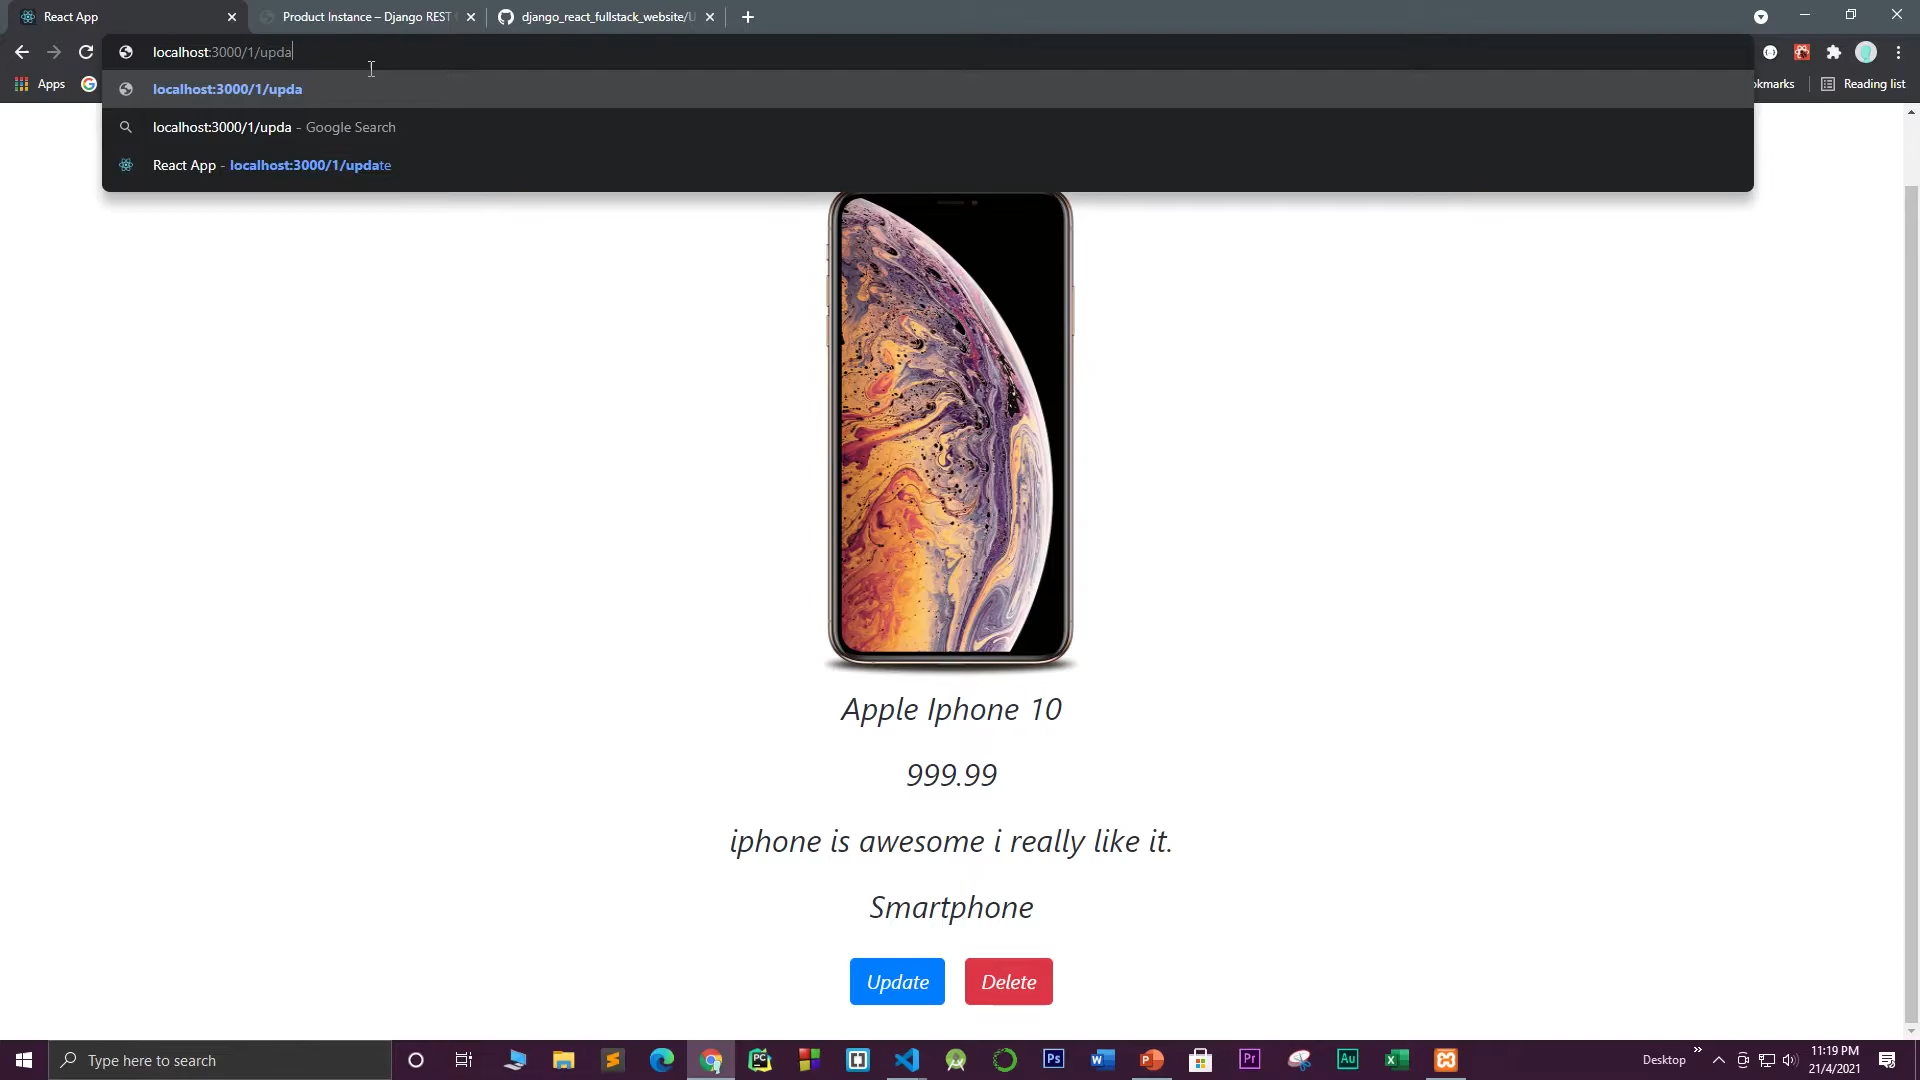 React App
Product Instance – Django REST
django_react_fullstack_website/U
localhost:3000/1/upda
Apps
okmarks
Reading list
localhost:3000/1/upda
localhost:3000/1/upda - Google Search
React App - localhost:3000/1/update
Apple Iphone 10
999.99
iphone is awesome i really like it.
Smartphone
Update
Delete
Type here to search
Desktop
11:19 PM
21/4/2021